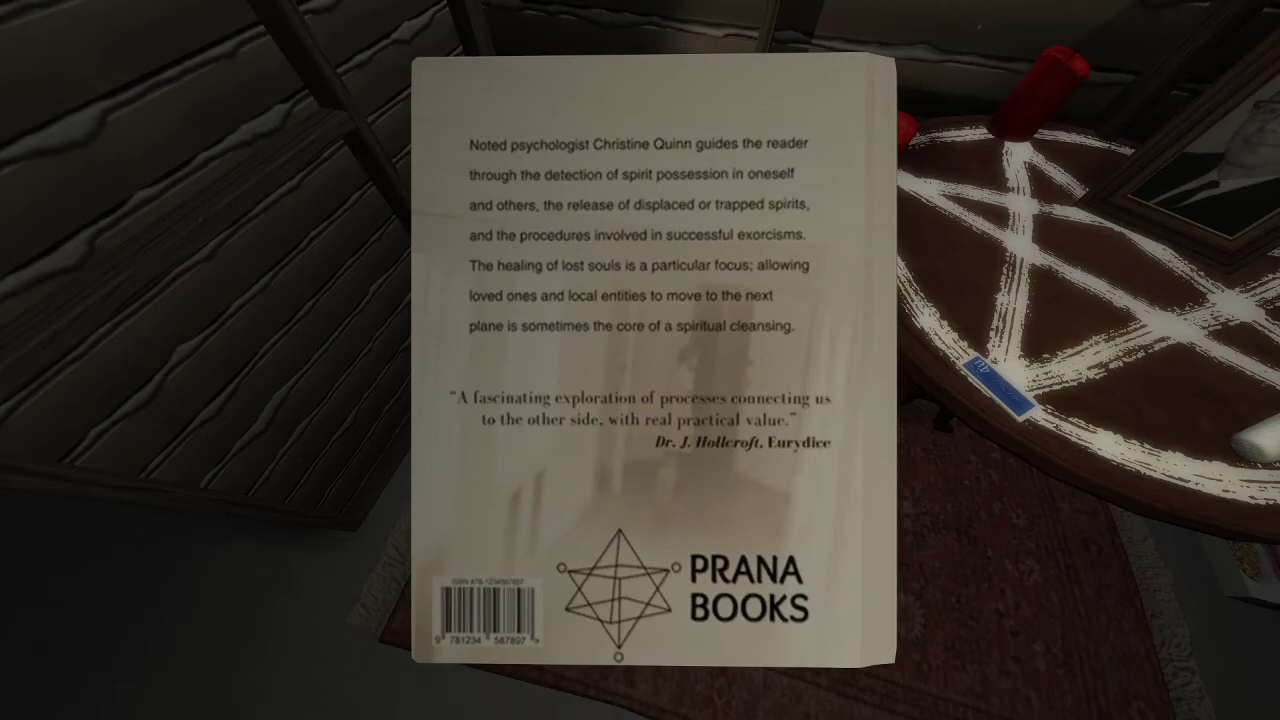 Noted psychologist Christine Quinn guides the reader
through the detection of spirit possession in oneself
and others, the release of displaced or trapped spirits,
and the procedures involved in successful exorcisms.
The healing of lost souls is a particular focus; allowing
loved ones and local entities to move to the next
plane is sometimes the core of a spiritual cleansing.
"A fascinating exploration of processes connecting us
to the other side, with real practical value."
Dr. J. Hollcroft, Eurydice
PRANA
BOOKS
9 781234 567897 >